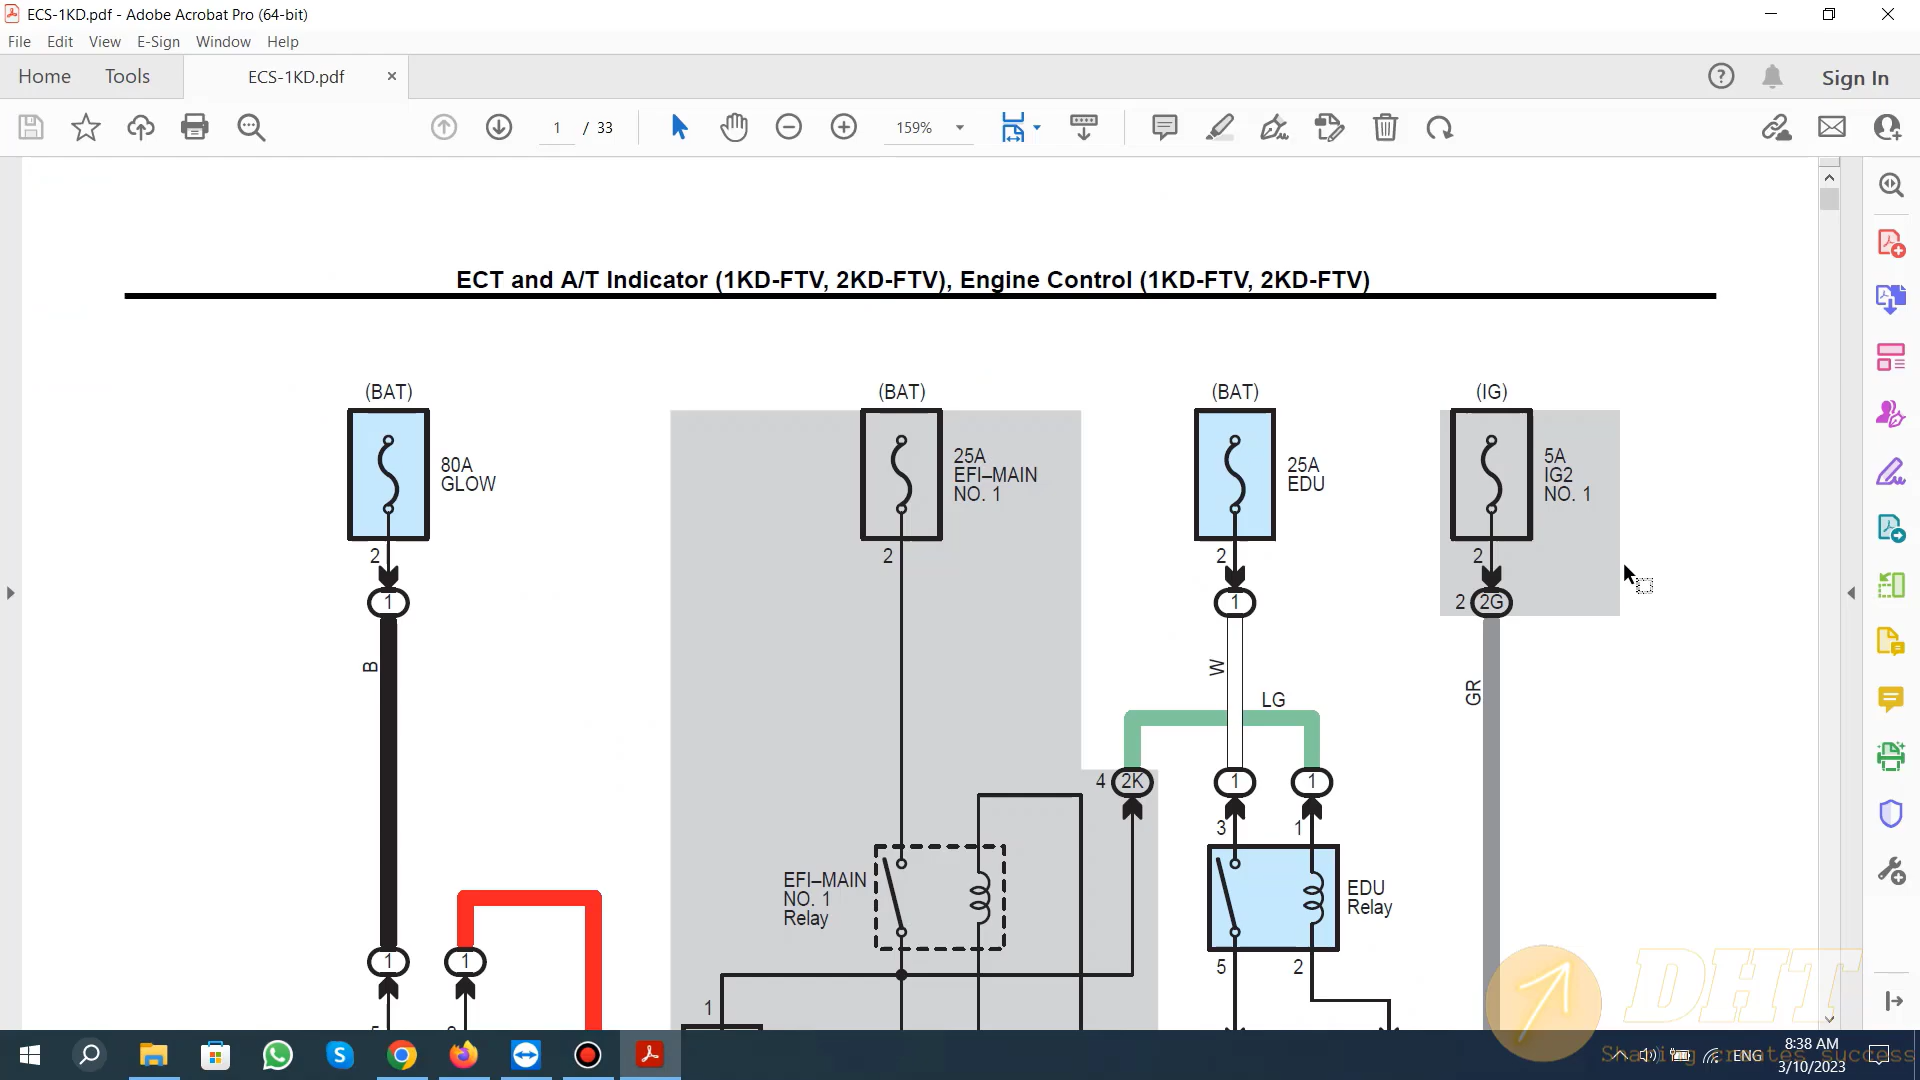 ECS-1KD.pdf - Adobe Acrobat Pro (64-bit)
File Edit View E-Sign Window Help
Home Tools ECS-1KD.pdf × Sign In
1 / 33 159%
ECT and A/T Indicator (1KD-FTV, 2KD-FTV), Engine Control (1KD-FTV, 2KD-FTV)
(BAT) (BAT) (BAT) (IG)
80A
GLOW
25A
EFI–MAIN
NO. 1
25A
EDU
5A
IG2
NO. 1
2 2 2 2
1 1 2 2G
B W GR
LG
4 2K 1 1
3 1
EFI–MAIN
NO. 1
Relay
EDU
Relay
1 1 5 2
1
DHT
Sharing creates success
ENG
8:38 AM
3/10/2023